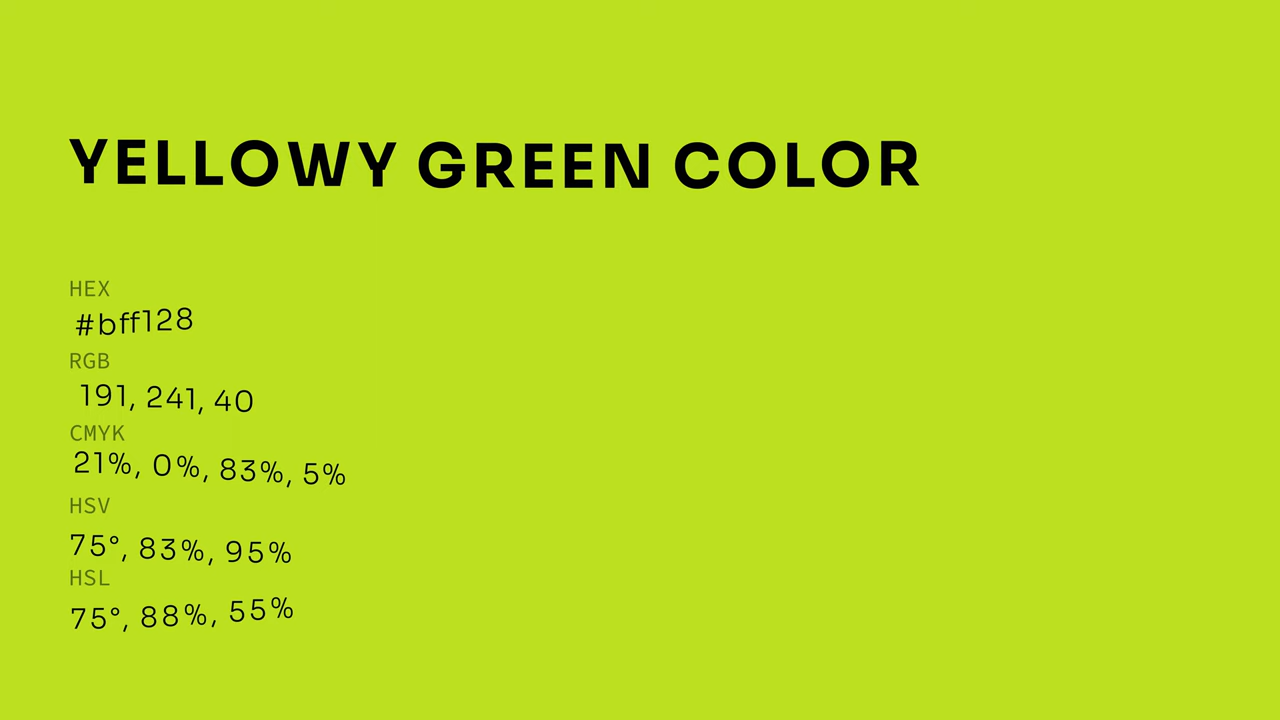 YELLOWY GREEN COLOR
HEX
#bff128
RGB
191, 241, 40
CMYK
21%, 0%, 83%, 5%
HSV
75°, 83%, 95%
HSL
75°, 88%, 55%